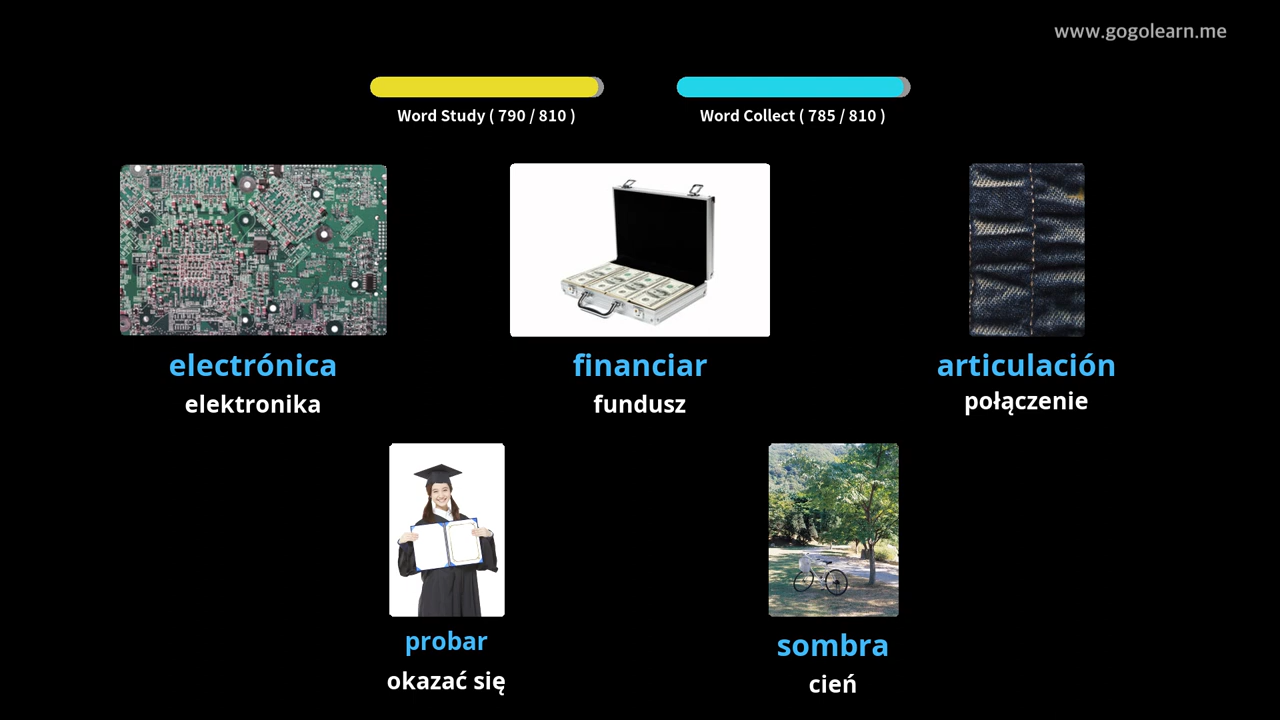 www.gogolearn.me
Word Study ( 790 / 810 )
Word Collect ( 785 / 810 )
electrónica
elektronika
financiar
fundusz
articulación
połączenie
probar
okazać się
sombra
cień